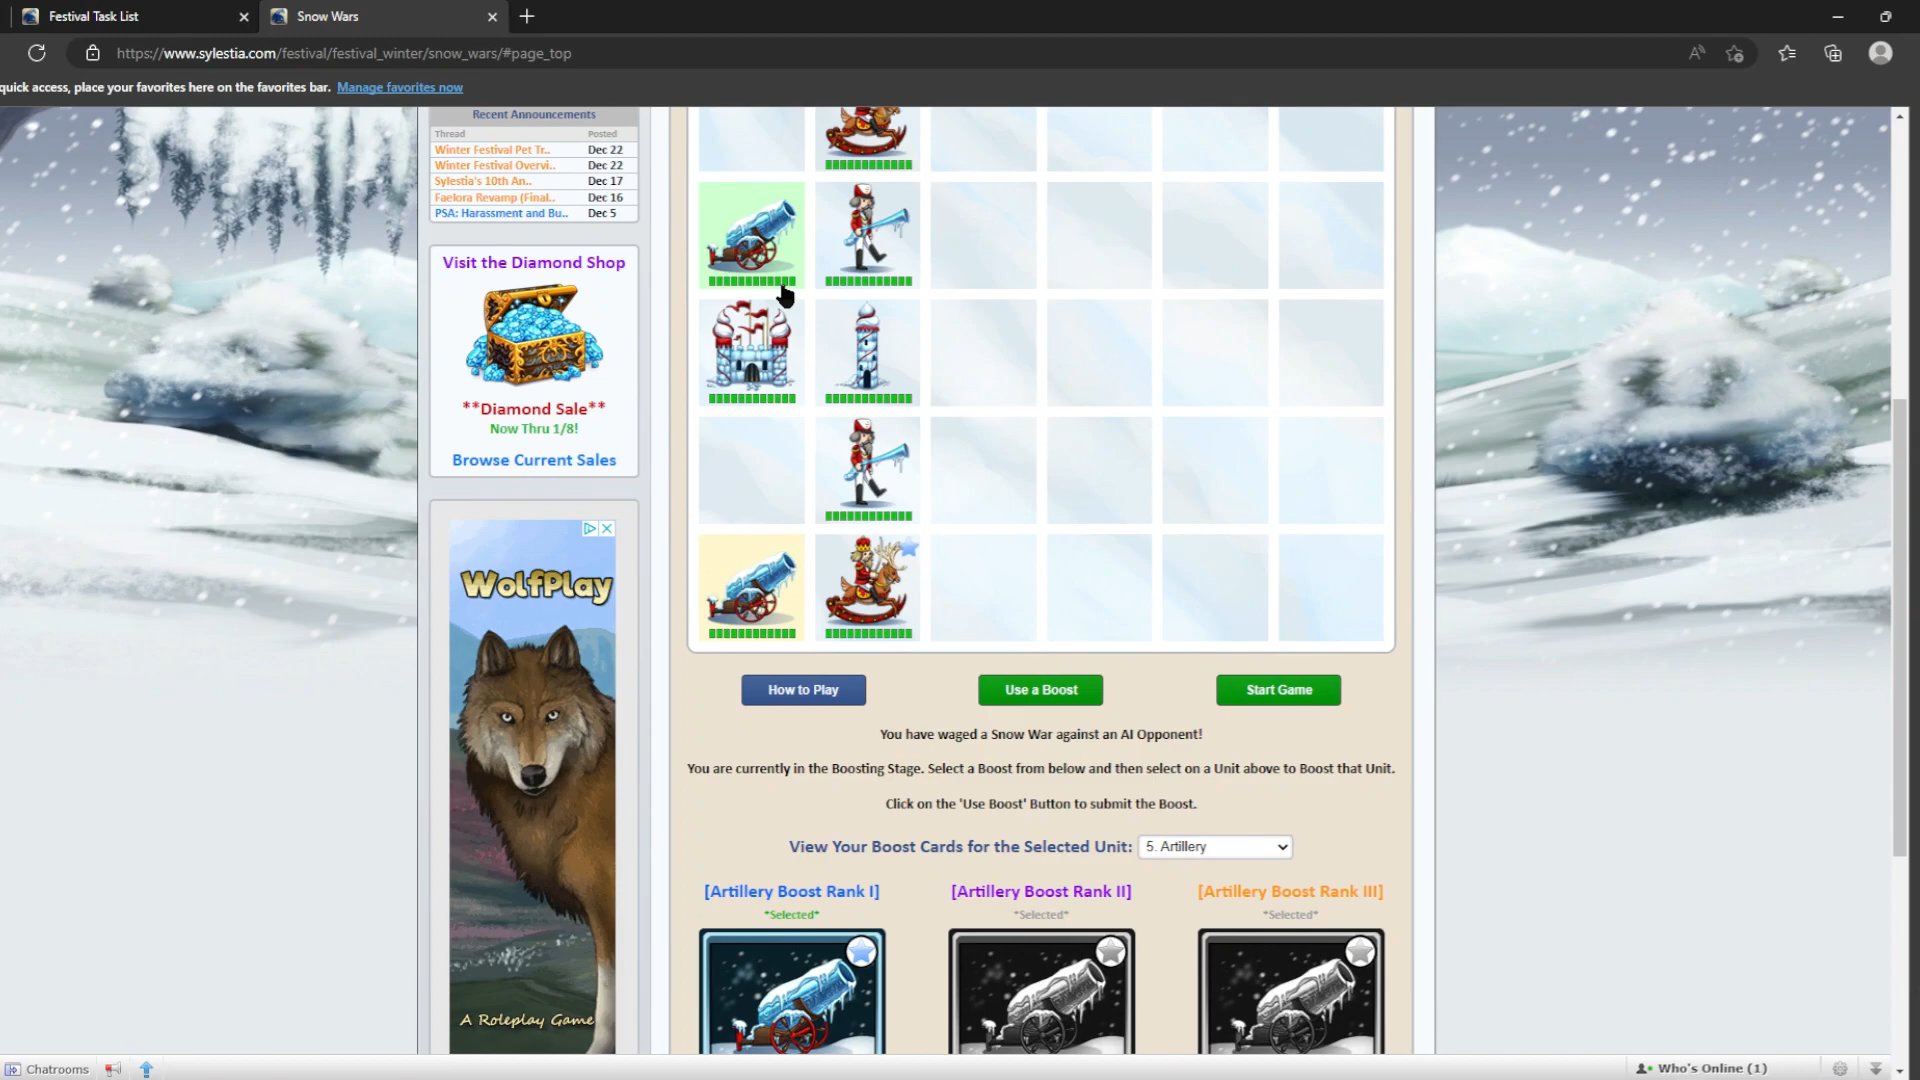 Festival Task List
Snow Wars
https://www.sylestia.com/festival/festival_winter/snow_wars/#page_top
quick access, place your favorites here on the favorites bar. Manage favorites now
Recent Announcements
Thread Posted
Winter Festival Pet Tr.. Dec 22
Winter Festival Overvi.. Dec 22
Sylestia's 10th An.. Dec 17
Faelora Revamp (Final.. Dec 16
PSA: Harassment and Bu.. Dec 5
Visit the Diamond Shop
**Diamond Sale**
Now Thru 1/8!
Browse Current Sales
WolfPlay
A Roleplay Game
How to Play
Use a Boost
Start Game
You have waged a Snow War against an AI Opponent!
You are currently in the Boosting Stage. Select a Boost from below and then select on a Unit above to Boost that Unit.
Click on the 'Use Boost' Button to submit the Boost.
View Your Boost Cards for the Selected Unit: 5. Artillery
[Artillery Boost Rank I] [Artillery Boost Rank II] [Artillery Boost Rank III]
*Selected* *Selected* *Selected*
Chatrooms
Who's Online (1)